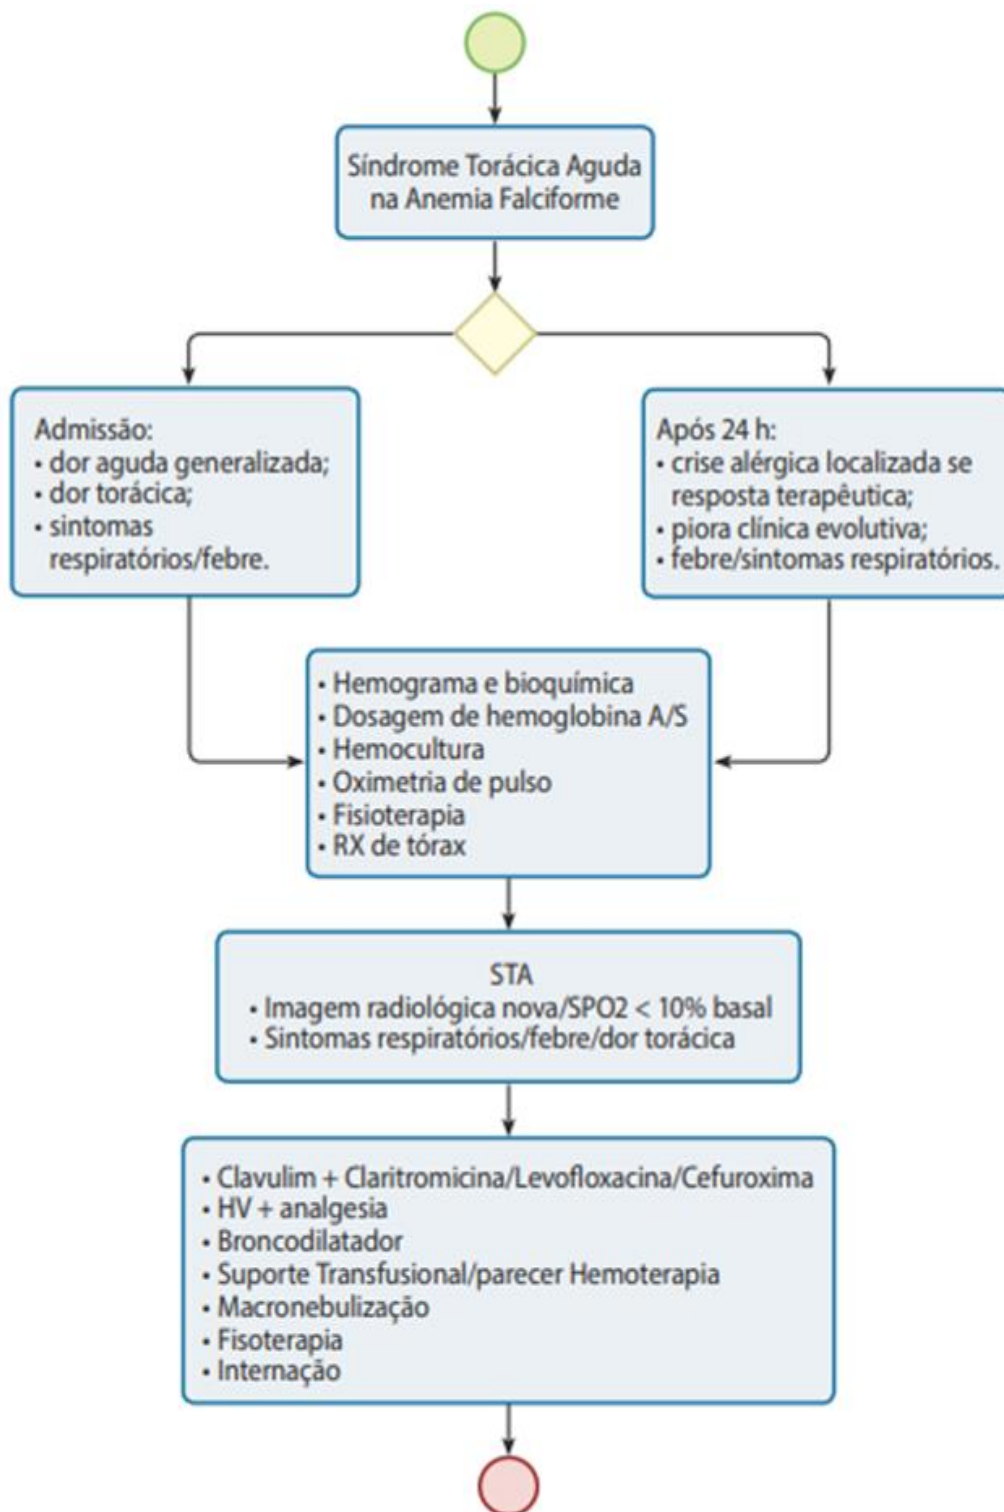 Síndrome Torácica Aguda
na Anemia Falciforme
Admissão:
• dor aguda generalizada;
• dor torácica;
• sintomas
respiratórios/febre.
Após 24 h:
• crise alérgica localizada se
resposta terapêutica;
• piora clínica evolutiva;
• febre/sintomas respiratórios.
• Hemograma e bioquímica
• Dosagem de hemoglobina A/S
• Hemocultura
• Oximetria de pulso
• Fisioterapia
• RX de tórax
STA
• Imagem radiológica nova/SPO2 < 10% basal
• Sintomas respiratórios/febre/dor torácica
• Clavulim + Claritromicina/Levofloxacina/Cefuroxima
• HV + analgesia
• Broncodilatador
• Suporte Transfusional/parecer Hemoterapia
• Macronebulização
• Fisoterapia
• Internação